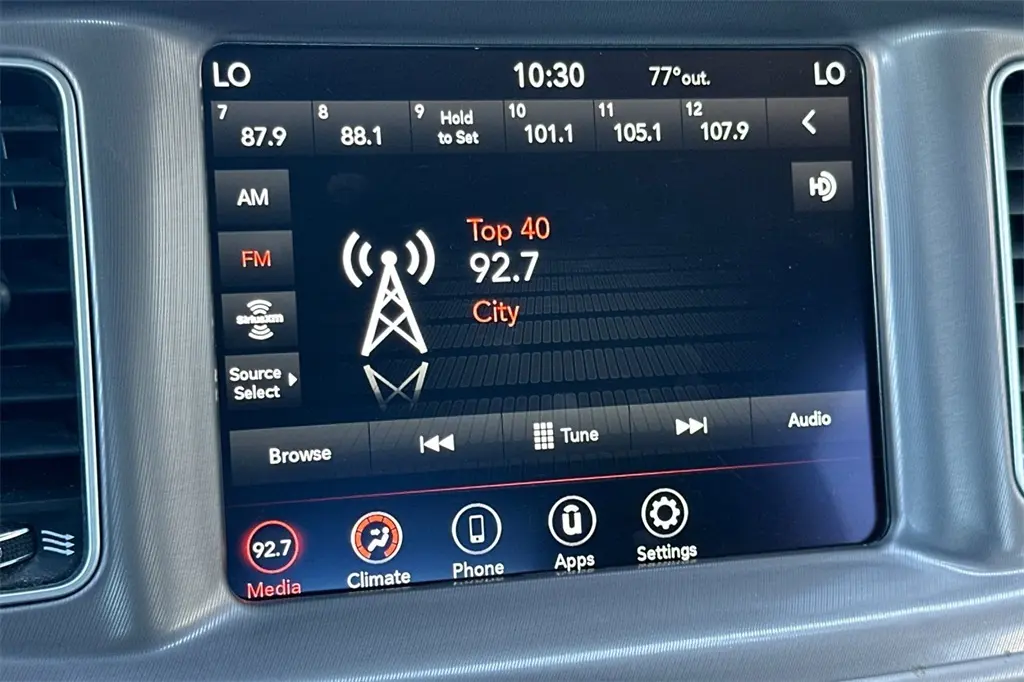 LO 10:30 77°out. LO
7 87.9 8 88.1 9 Hold to Set 10 101.1 11 105.1 12 107.9
AM
HD
FM
Top 40
92.7
City
SiriusXM
Source
Select
Browse Tune Audio
92.7
Media Climate Phone Apps Settings